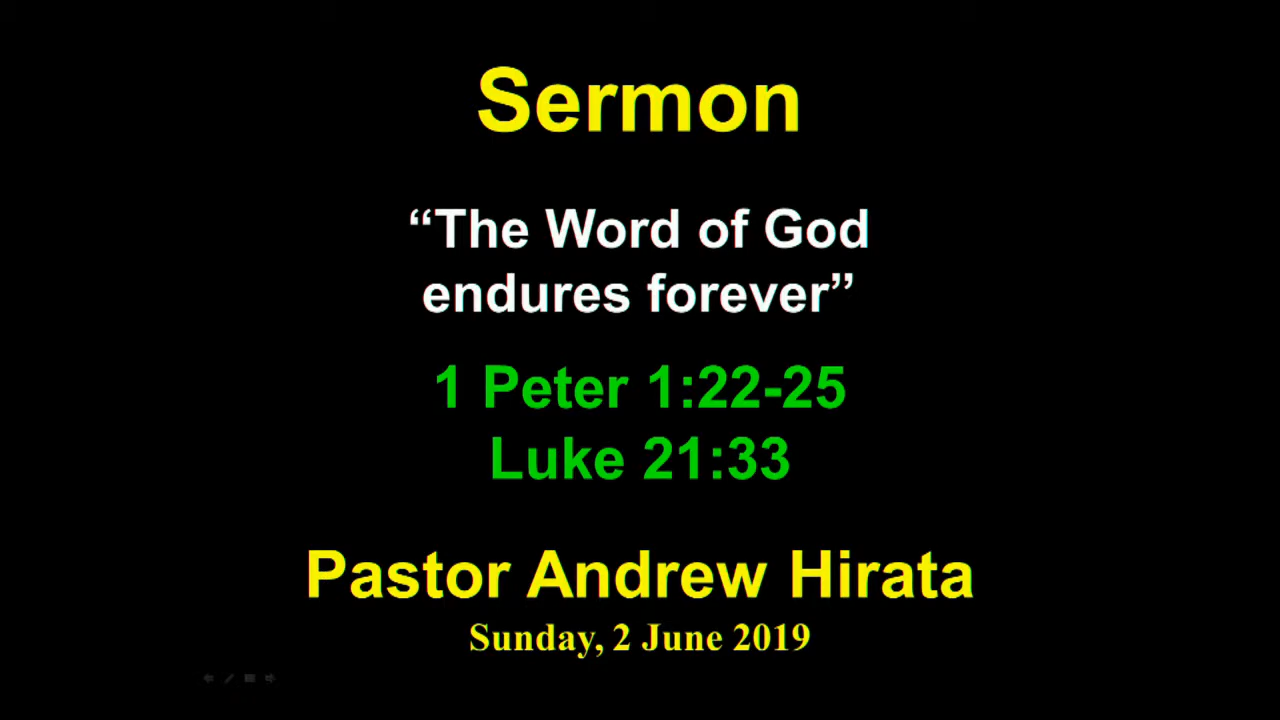 Sermon
“The Word of God
endures forever”
1 Peter 1:22-25
Luke 21:33
Pastor Andrew Hirata
Sunday, 2 June 2019